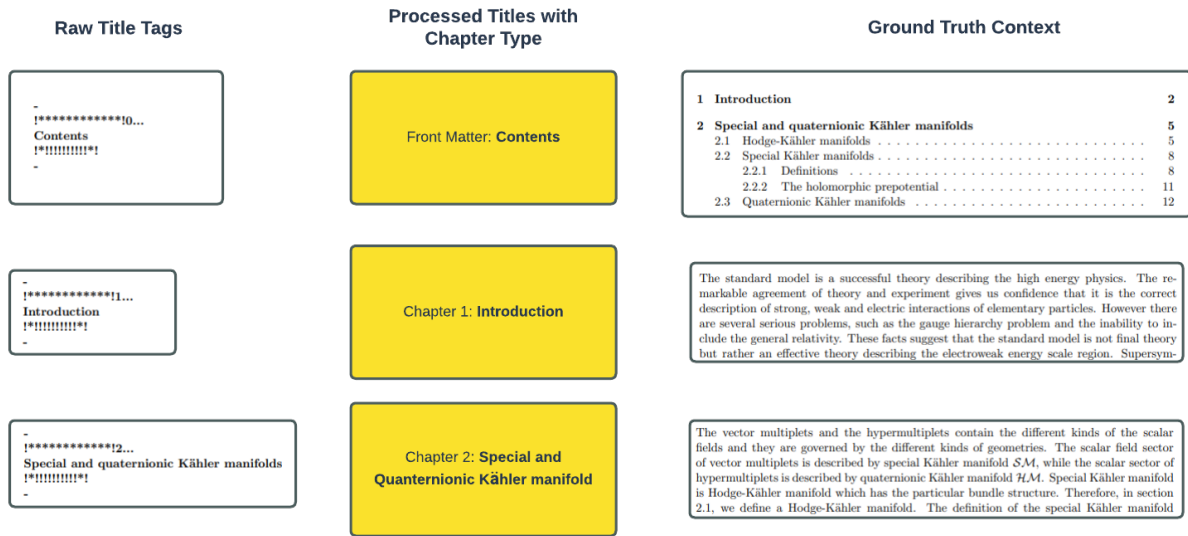 Raw Title Tags
Processed Titles with
Chapter Type
Ground Truth Context
-
!************!0...
Contents
!*!!!!!!!!!!*!
-
Front Matter: Contents
1 Introduction 2
2 Special and quaternionic Kähler manifolds 5
2.1 Hodge-Kähler manifolds . . . . . . . . . . . . . . . . . . . . . . . . . . . . 5
2.2 Special Kähler manifolds . . . . . . . . . . . . . . . . . . . . . . . . . . . . 8
2.2.1 Definitions . . . . . . . . . . . . . . . . . . . . . . . . . . . . . . . 8
2.2.2 The holomorphic prepotential . . . . . . . . . . . . . . . . . . . . . 11
2.3 Quaternionic Kähler manifolds . . . . . . . . . . . . . . . . . . . . . . . . 12
-
!************!1...
Introduction
!*!!!!!!!!!!*!
-
Chapter 1: Introduction
The standard model is a successful theory describing the high energy physics. The re-
markable agreement of theory and experiment gives us confidence that it is the correct
description of strong, weak and electric interactions of elementary particles. However there
are several serious problems, such as the gauge hierarchy problem and the inability to in-
clude the general relativity. These facts suggest that the standard model is not final theory
but rather an effective theory describing the electroweak energy scale region. Supersym-
-
!************!2...
Special and quaternionic Kähler manifolds
!*!!!!!!!!!!*!
-
Chapter 2: Special and
Quanternionic Kähler manifold
The vector multiplets and the hypermultiplets contain the different kinds of the scalar
fields and they are governed by the different kinds of geometries. The scalar field sector
of vector multiplets is described by special Kähler manifold SM, while the scalar sector of
hypermultiplets is described by quaternionic Kähler manifold HM. Special Kähler manifold
is Hodge-Kähler manifold which has the particular bundle structure. Therefore, in section
2.1, we define a Hodge-Kähler manifold. The definition of the special Kähler manifold